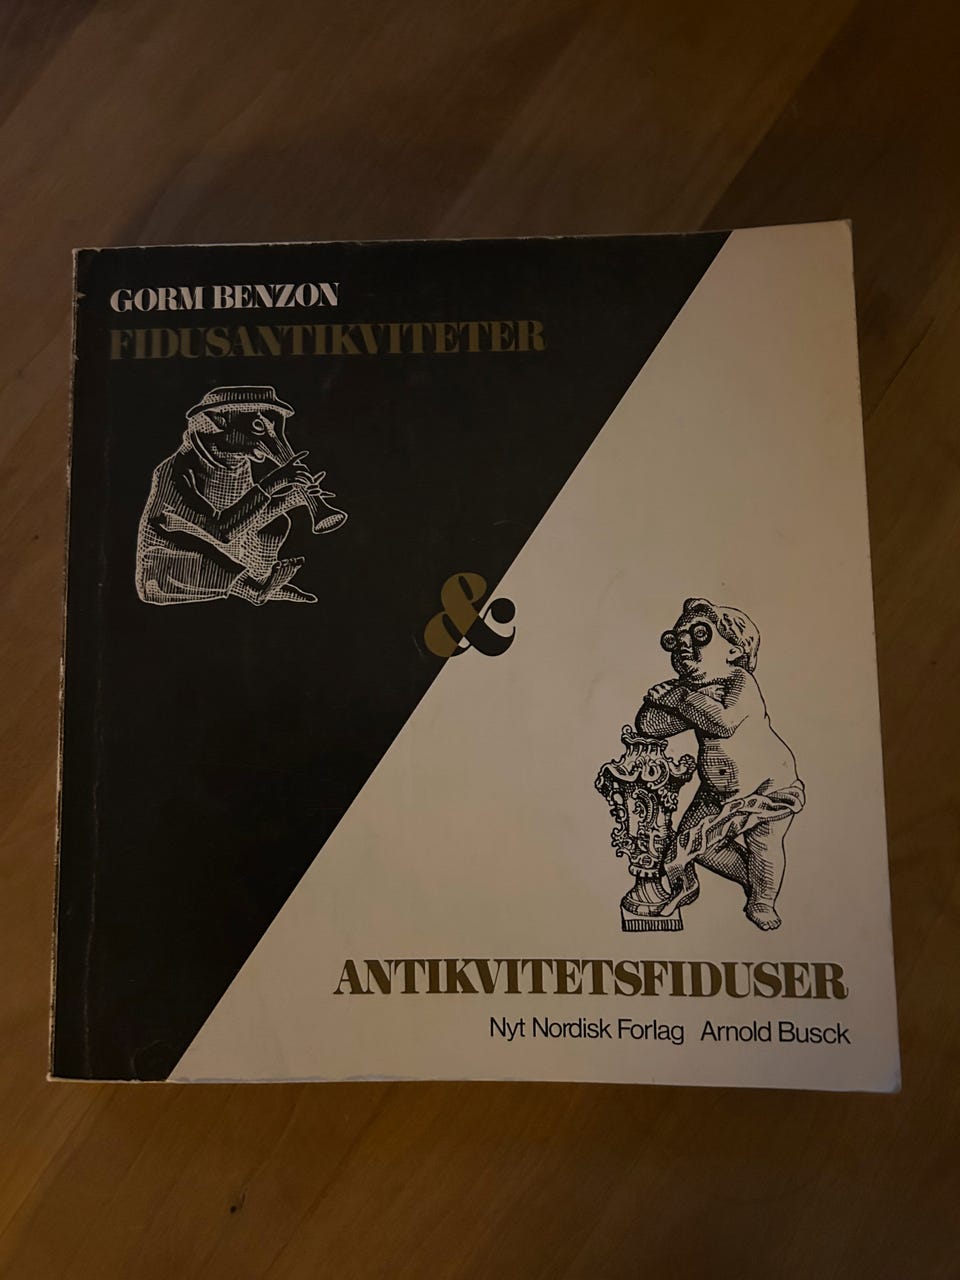 GORM BENZON
FIDUSANTIKVITETER
&
ANTIKVITETSFIDUSER
Nyt Nordisk Forlag Arnold Busck